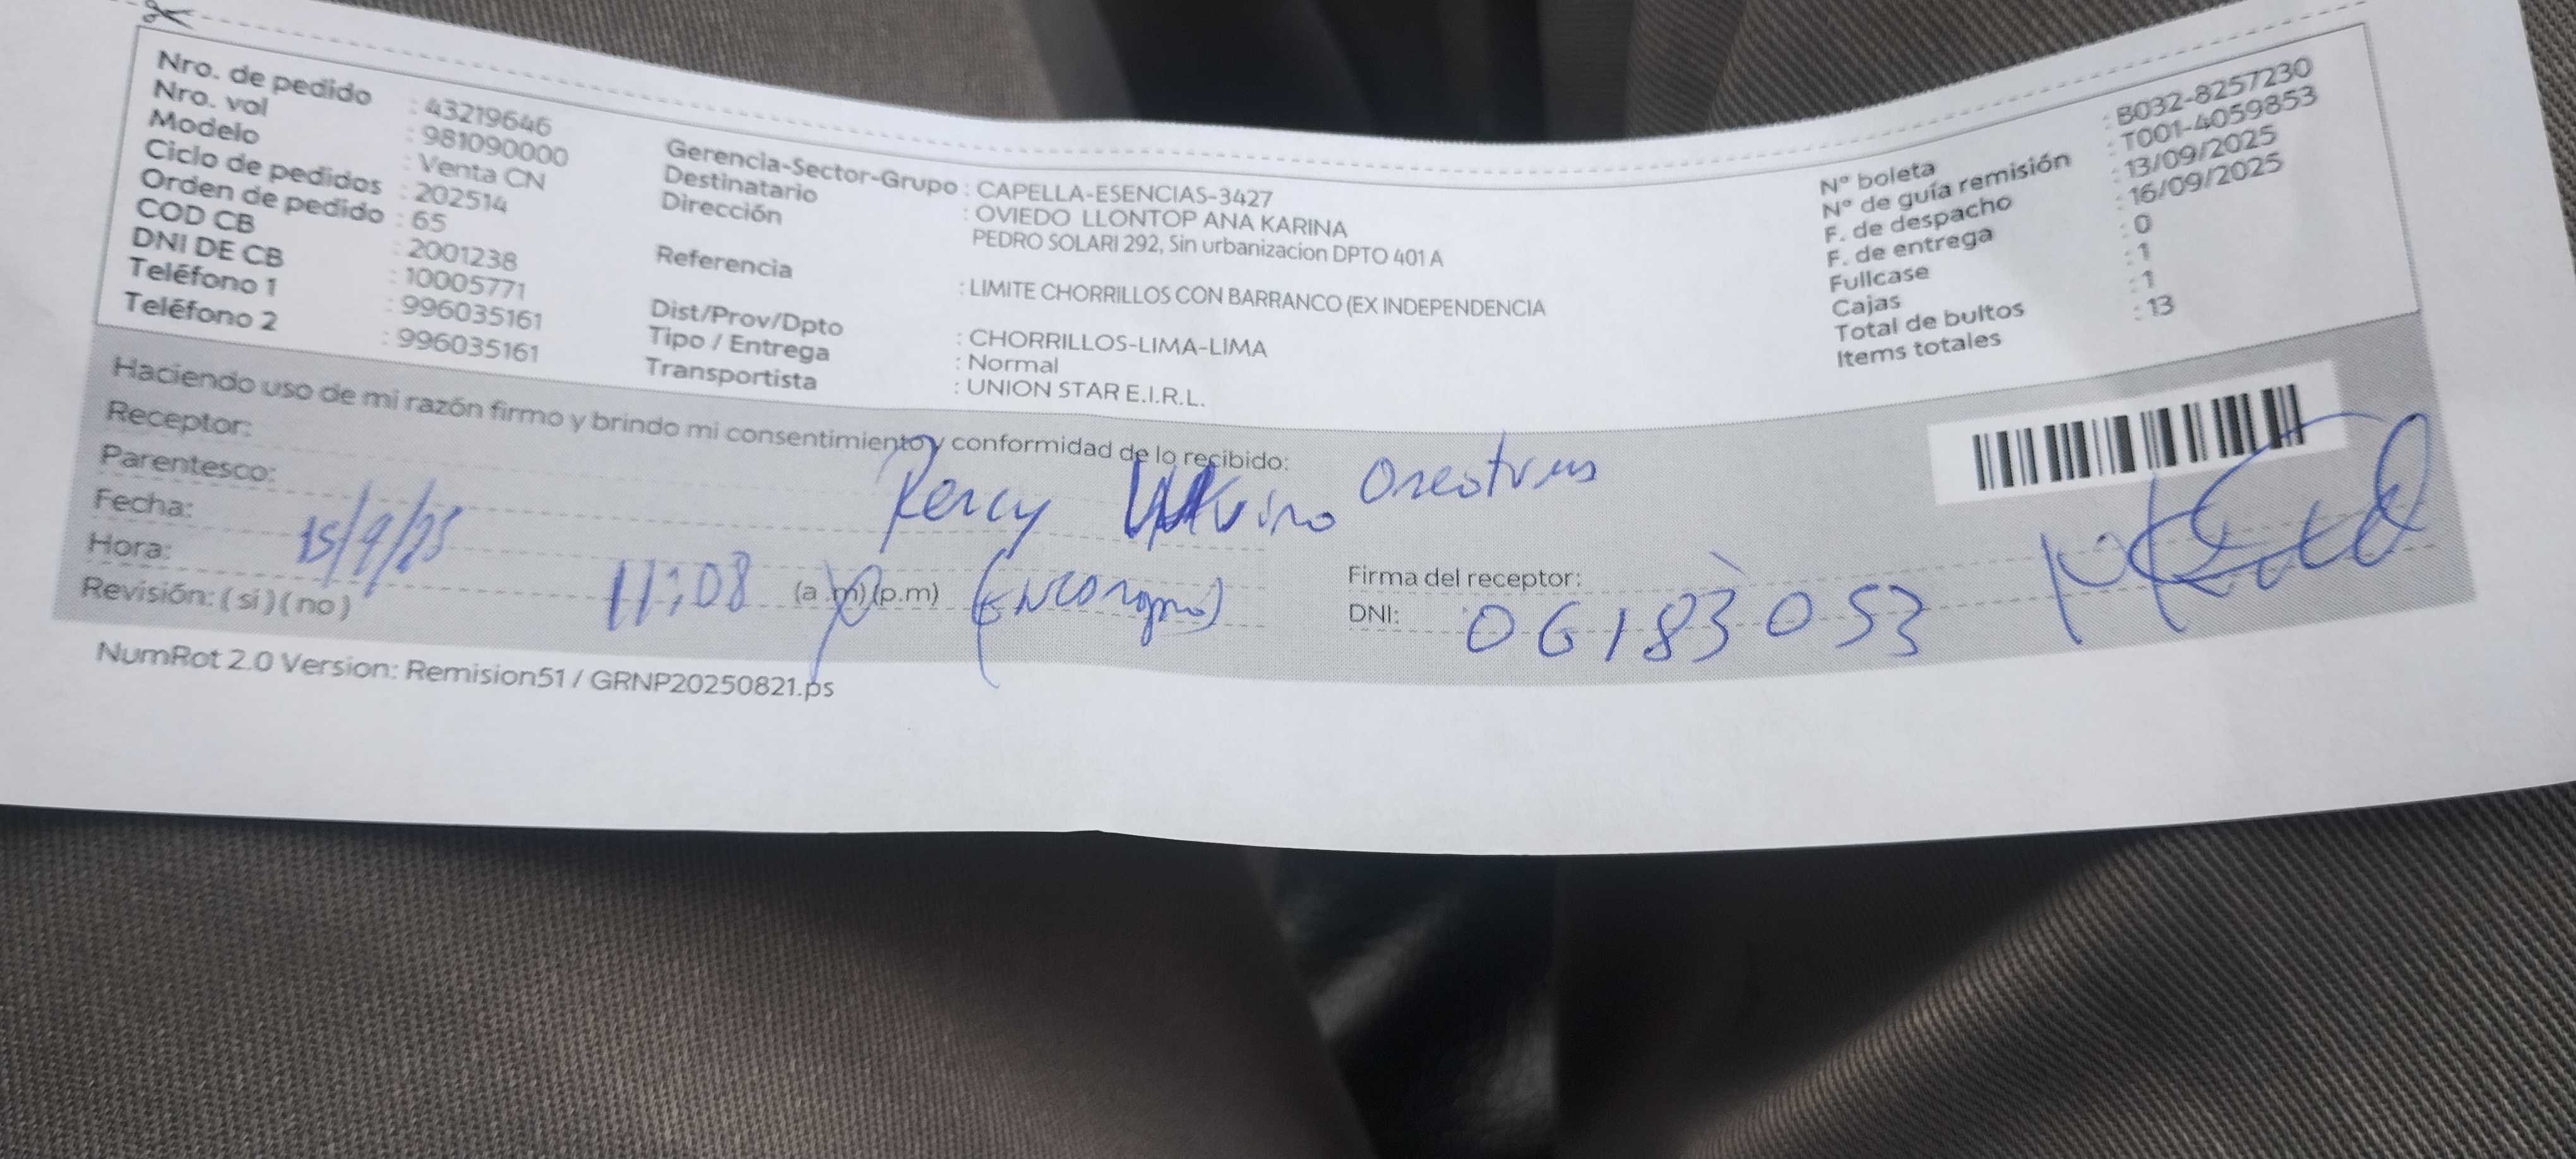 Nro. de pedido : 43219646
Nro. vol : 981090000
Modelo : Venta CN
Ciclo de pedidos : 202514
Orden de pedido : 65
COD CB : 2001238
DNI DE CB : 10005771
Teléfono 1 : 996035161
Teléfono 2 : 996035161
Gerencia-Sector-Grupo : CAPELLA-ESENCIAS-3427
Destinatario : OVIEDO LLONTOP ANA KARINA
Dirección PEDRO SOLARI 292, Sin urbanizacion DPTO 401 A
Referencia : LIMITE CHORRILLOS CON BARRANCO (EX INDEPENDENCIA
Dist/Prov/Dpto : CHORRILLOS-LIMA-LIMA
Tipo / Entrega : Normal
Transportista : UNION STAR E.I.R.L.
N° boleta : B032-8257230
N° de guía remisión : T001-4059853
F. de despacho : 13/09/2025
F. de entrega : 16/09/2025
Fullcase : 0
Cajas : 1
Total de bultos : 1
Items totales : 13
Haciendo uso de mi razón firmo y brindo mi consentimiento y conformidad de lo recibido:
Receptor: Percy
Parentesco:
Fecha: 15/9/25
Hora: 11:08 (a.m) (p.m)
Revisión: ( si ) ( no )
Firma del receptor:
DNI: 06183053
NumRot 2.0 Version: Remision51 / GRNP20250821.ps